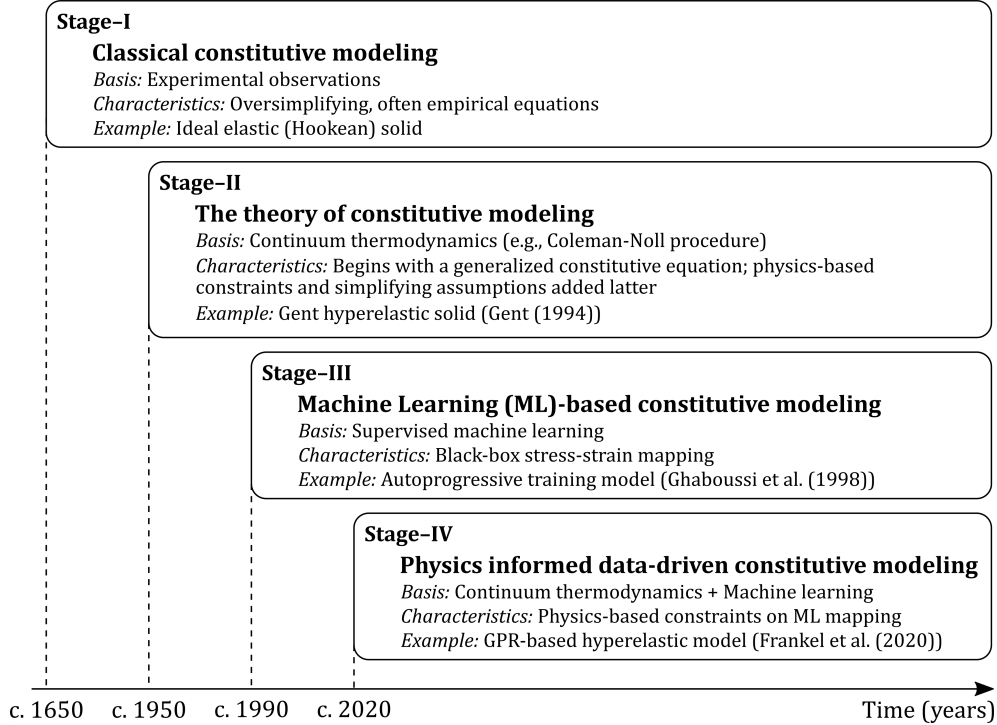 Stage–I
Classical constitutive modeling
Basis: Experimental observations
Characteristics: Oversimplifying, often empirical equations
Example: Ideal elastic (Hookean) solid
Stage–II
The theory of constitutive modeling
Basis: Continuum thermodynamics (e.g., Coleman-Noll procedure)
Characteristics: Begins with a generalized constitutive equation; physics-based
constraints and simplifying assumptions added latter
Example: Gent hyperelastic solid (Gent (1994))
Stage–III
Machine Learning (ML)-based constitutive modeling
Basis: Supervised machine learning
Characteristics: Black-box stress-strain mapping
Example: Autoprogressive training model (Ghaboussi et al. (1998))
Stage–IV
Physics informed data-driven constitutive modeling
Basis: Continuum thermodynamics + Machine learning
Characteristics: Physics-based constraints on ML mapping
Example: GPR-based hyperelastic model (Frankel et al. (2020))
c. 1650 c. 1950 c. 1990 c. 2020 Time (years)